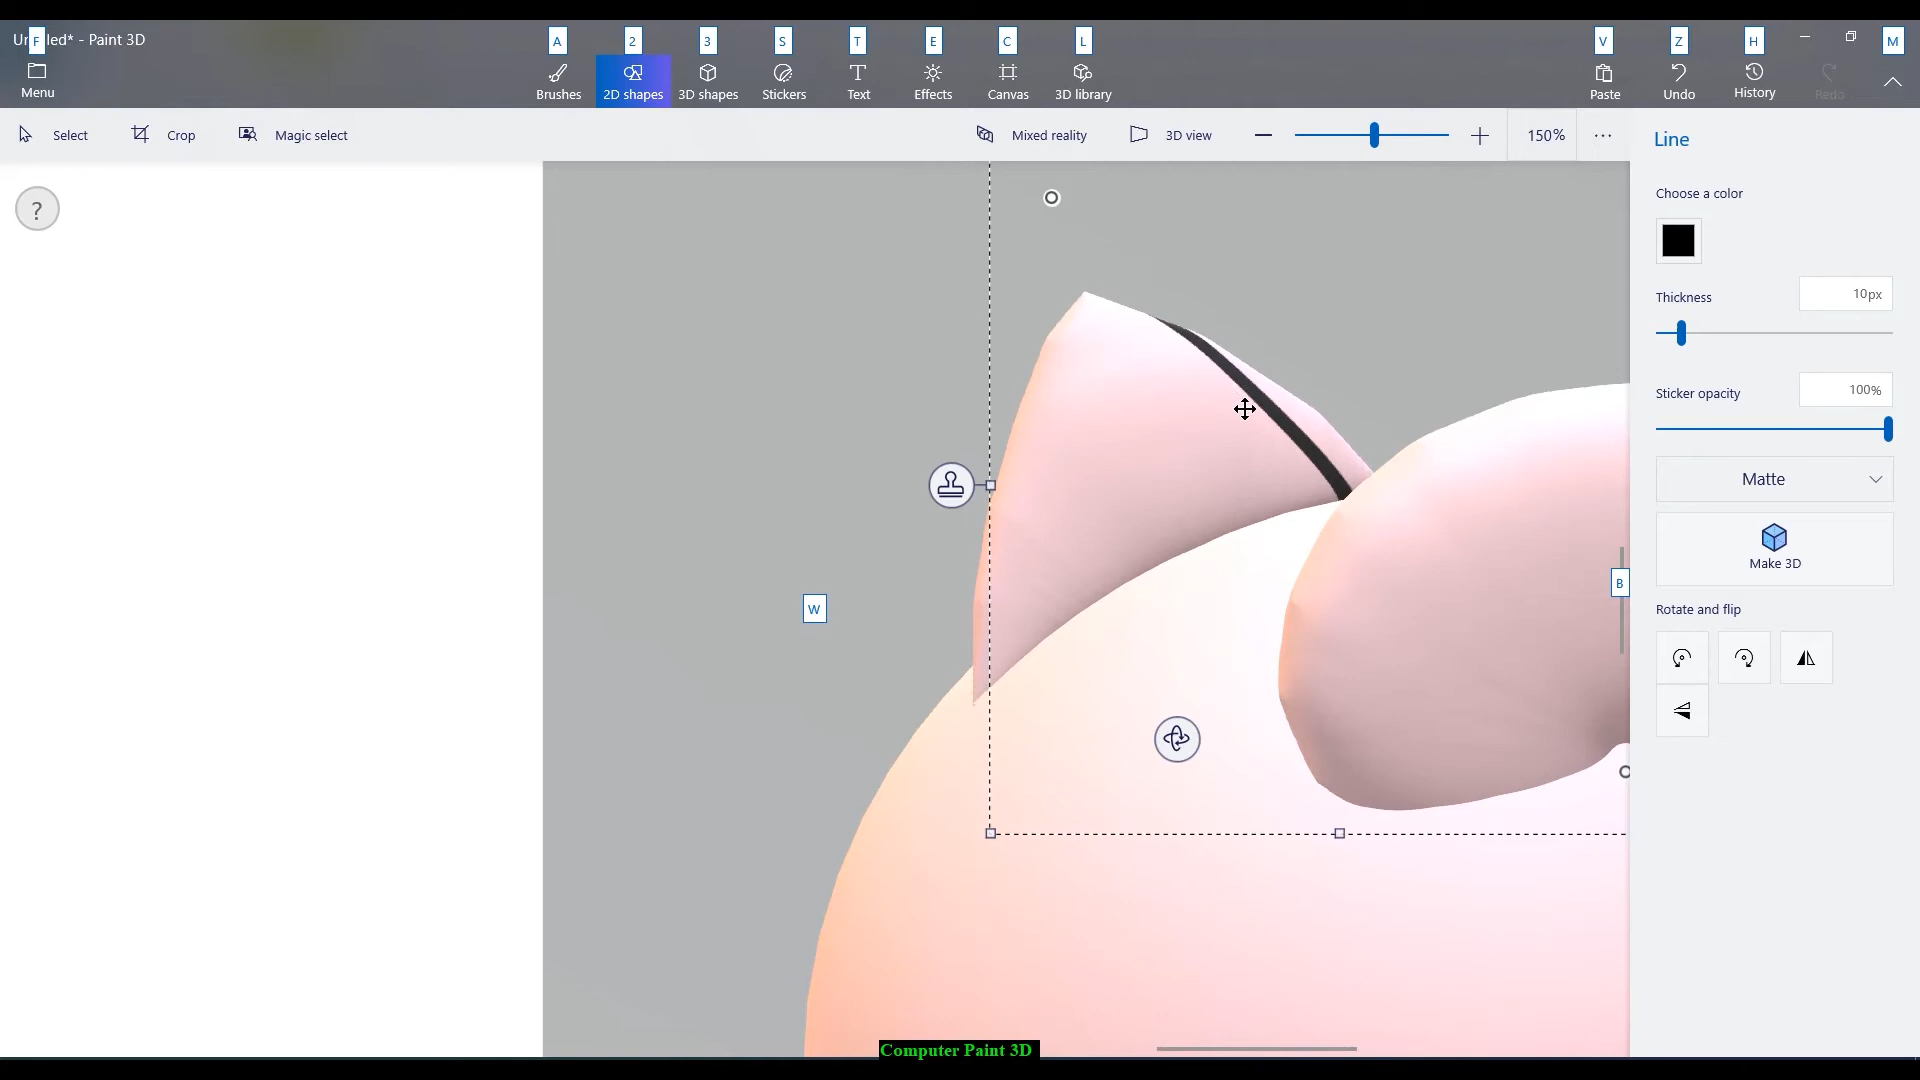 F
Untitled* - Paint 3D
A
2
3
S
T
E
C
L
V
Z
H
M
Menu
Brushes
2D shapes
3D shapes
Stickers
Text
Effects
Canvas
3D library
Paste
Undo
History
Redo
Select
Crop
Magic select
Mixed reality
3D view
150%
Line
?
Choose a color
Thickness
10px
Sticker opacity
100%
Matte
Make 3D
W
B
Rotate and flip
Computer Paint 3D